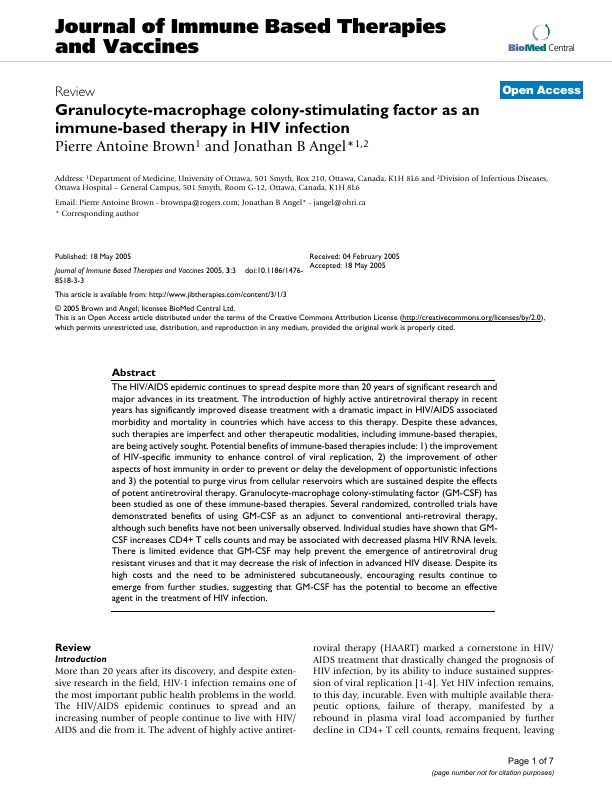 Journal of Immune Based Therapies
and Vaccines
BioMed Central
Review
Open Access
Granulocyte-macrophage colony-stimulating factor as an
immune-based therapy in HIV infection
Pierre Antoine Brown1 and Jonathan B Angel*1,2
Address: 1Department of Medicine, University of Ottawa, 501 Smyth, Box 210, Ottawa, Canada, K1H 8L6 and 2Division of Infectious Diseases,
Ottawa Hospital – General Campus, 501 Smyth, Room G-12, Ottawa, Canada, K1H 8L6
Email: Pierre Antoine Brown - brownpa@rogers.com; Jonathan B Angel* - jangel@ohri.ca
* Corresponding author
Published: 18 May 2005
Journal of Immune Based Therapies and Vaccines 2005, 3:3 doi:10.1186/1476-
8518-3-3
Received: 04 February 2005
Accepted: 18 May 2005
This article is available from: http://www.jibtherapies.com/content/3/1/3
© 2005 Brown and Angel; licensee BioMed Central Ltd.
This is an Open Access article distributed under the terms of the Creative Commons Attribution License (http://creativecommons.org/licenses/by/2.0),
which permits unrestricted use, distribution, and reproduction in any medium, provided the original work is properly cited.
Abstract
The HIV/AIDS epidemic continues to spread despite more than 20 years of significant research and
major advances in its treatment. The introduction of highly active antiretroviral therapy in recent
years has significantly improved disease treatment with a dramatic impact in HIV/AIDS associated
morbidity and mortality in countries which have access to this therapy. Despite these advances,
such therapies are imperfect and other therapeutic modalities, including immune-based therapies,
are being actively sought. Potential benefits of immune-based therapies include: 1) the improvement
of HIV-specific immunity to enhance control of viral replication, 2) the improvement of other
aspects of host immunity in order to prevent or delay the development of opportunistic infections
and 3) the potential to purge virus from cellular reservoirs which are sustained despite the effects
of potent antiretroviral therapy. Granulocyte-macrophage colony-stimulating factor (GM-CSF) has
been studied as one of these immune-based therapies. Several randomized, controlled trials have
demonstrated benefits of using GM-CSF as an adjunct to conventional anti-retroviral therapy,
although such benefits have not been universally observed. Individual studies have shown that GM-
CSF increases CD4+ T cells counts and may be associated with decreased plasma HIV RNA levels.
There is limited evidence that GM-CSF may help prevent the emergence of antiretroviral drug
resistant viruses and that it may decrease the risk of infection in advanced HIV disease. Despite its
high costs and the need to be administered subcutaneously, encouraging results continue to
emerge from further studies, suggesting that GM-CSF has the potential to become an effective
agent in the treatment of HIV infection.
Review
Introduction
More than 20 years after its discovery, and despite exten-
sive research in the field, HIV-1 infection remains one of
the most important public health problems in the world.
The HIV/AIDS epidemic continues to spread and an
increasing number of people continue to live with HIV/
AIDS and die from it. The advent of highly active antiret-
roviral therapy (HAART) marked a cornerstone in HIV/
AIDS treatment that drastically changed the prognosis of
HIV infection, by its ability to induce sustained suppres-
sion of viral replication [1-4]. Yet HIV infection remains,
to this day, incurable. Even with multiple available thera-
peutic options, failure of therapy, manifested by a
rebound in plasma viral load accompanied by further
decline in CD4+ T cell counts, remains frequent, leaving
Page 1 of 7
(page number not for citation purposes)